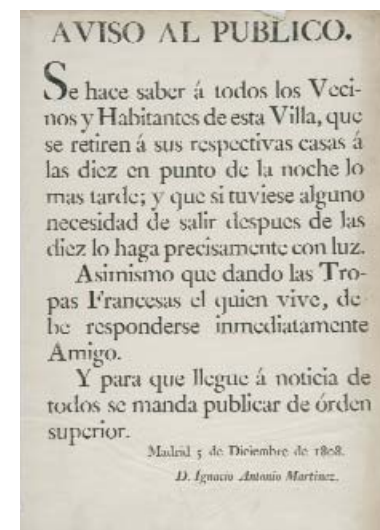 AVISO AL PUBLICO.
Se hace saber á todos los Veci-
nos y Habitantes de esta Villa, que
se retiren á sus respectivas casas á
las diez en punto de la noche lo
mas tarde; y que si tuviese alguno
necesidad de salir despues de las
diez lo haga precisamente con luz.
Asimismo que dando las Tro-
pas Francesas el quien vive, de-
be responderse inmediatamente
Amigo.
Y para que llegue á noticia de
todos se manda publicar de órden
superior.
Madrid 5 de Diciembre de 1808.
D. Ignacio Antonio Martinez.